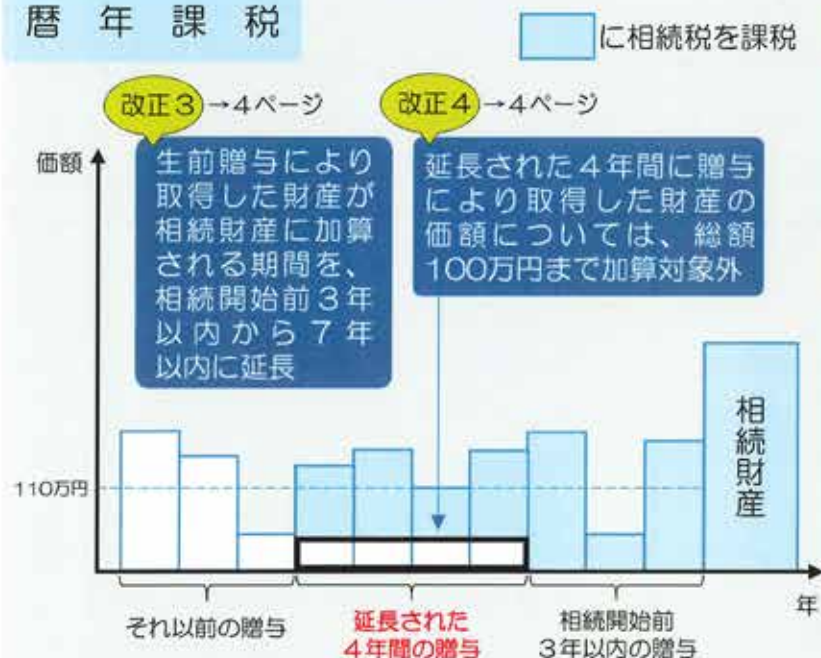 暦年課税
に相続税を課税
改正3→4ページ
改正4→4ページ
価額
生前贈与により
取得した財産が
相続財産に加算
される期間を、
相続開始前3年
以内から7年
以内に延長
延長された4年間に贈与
により取得した財産の
価額については、総額
100万円まで加算対象外
110万円
相続財産
年
それ以前の贈与
延長された
4年間の贈与
相続開始前
3年以内の贈与